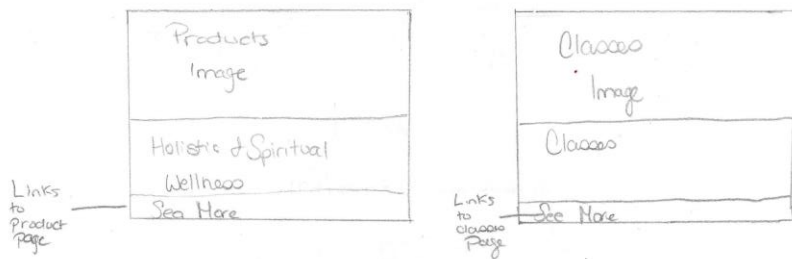 Products
Image
Holistic & Spiritual
Wellness
See More
Links
to
product
page
Classes
Image
Classes
See More
Links
to
classes
Page